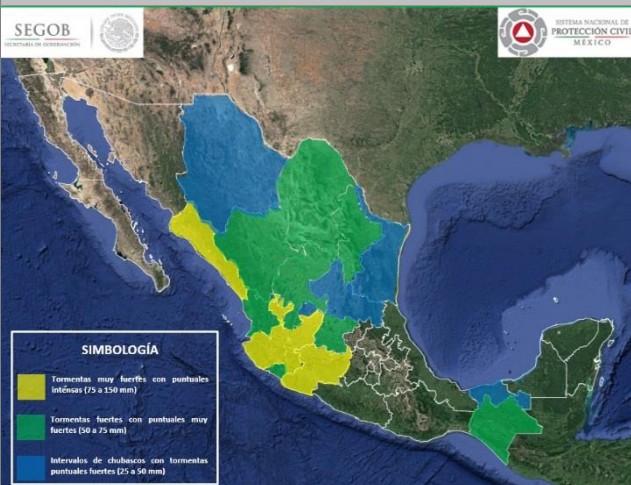 SEGOB
SECRETARÍA DE GOBERNACIÓN
SISTEMA NACIONAL DE
PROTECCIÓN CIVIL
MÉXICO
SIMBOLOGÍA
Tormentas muy fuertes con puntuales
intensas (75 a 150 mm)
Tormentas fuertes con puntuales muy
fuertes (50 a 75 mm)
Intervalos de chubascos con tormentas
puntuales fuertes (25 a 50 mm)